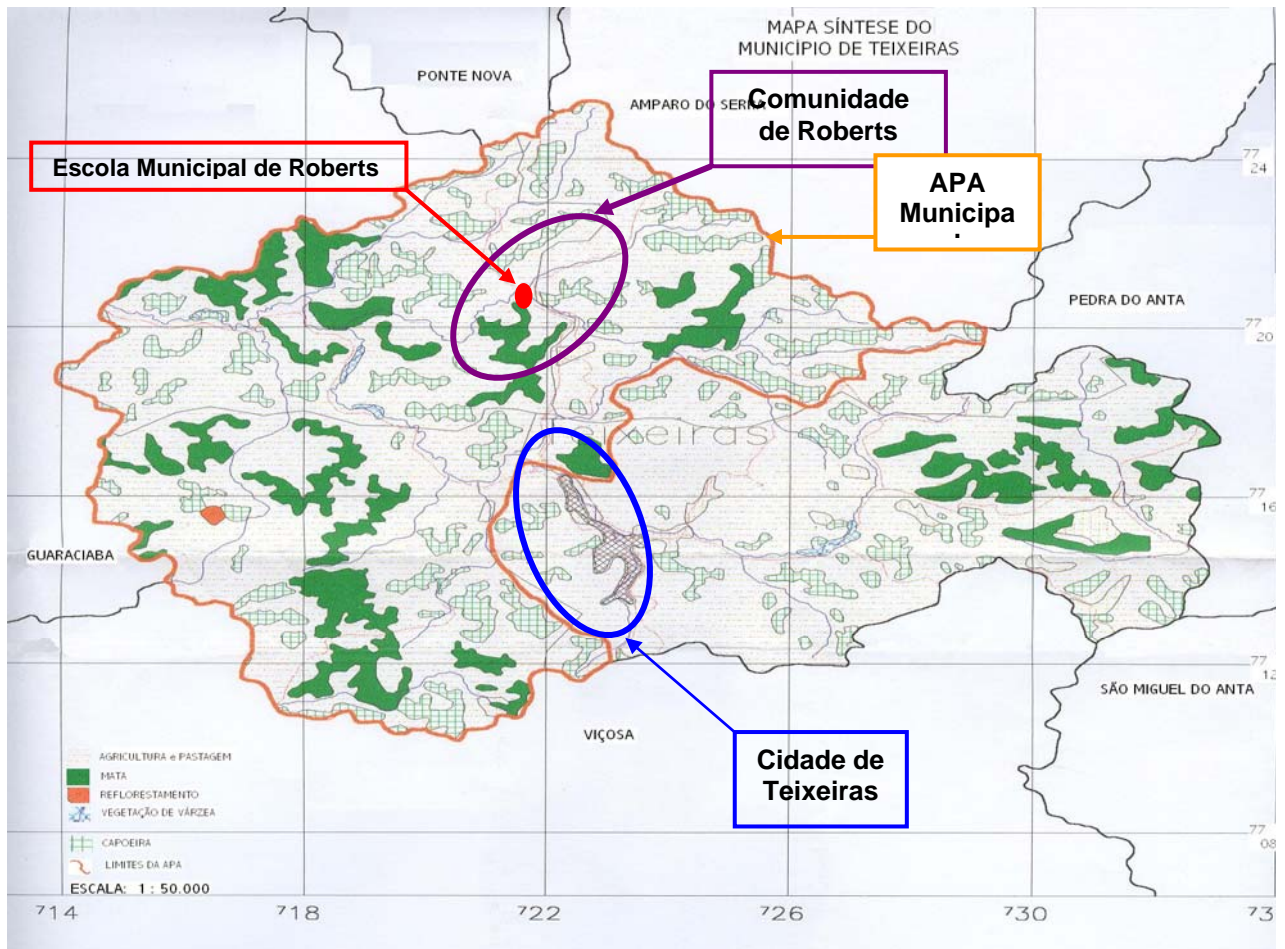 MAPA SÍNTESE DO
MUNICÍPIO DE TEIXEIRAS
PONTE NOVA
AMPARO DO SERRA
Comunidade
de Roberts
Escola Municipal de Roberts
APA
Municipa
77
24
PEDRA DO ANTA
77
20
Teixeiras
77
16
GUARACIABA
77
12
SÃO MIGUEL DO ANTA
VIÇOSA
Cidade de
Teixeiras
AGRICULTURA e PASTAGEM
MATA
REFLORESTAMENTO
VEGETAÇÃO DE VÁRZEA
CAPOEIRA
LIMITES DA APA
ESCALA: 1 : 50.000
77
08
714
718
722
726
730